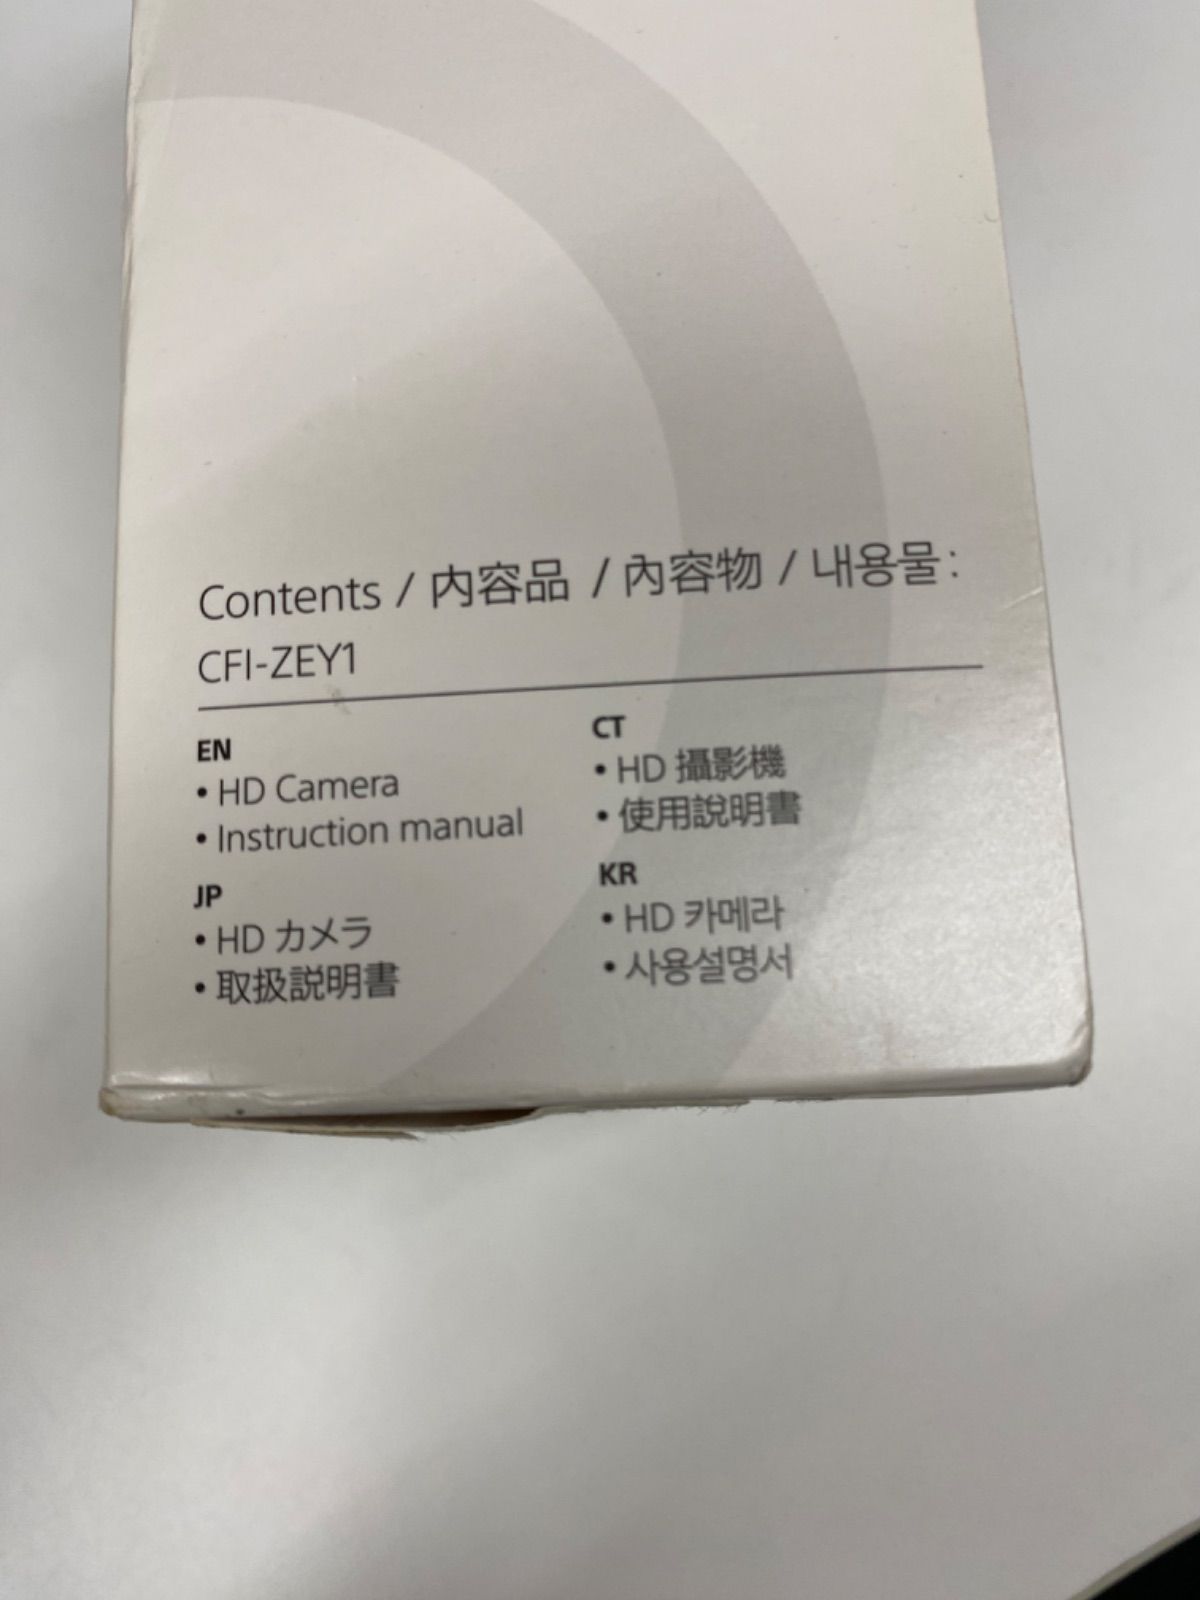 Contents / 内容品 / 內容物 / 내용물:
CFI-ZEY1
EN
• HD Camera
• Instruction manual
JP
• HD カメラ
• 取扱説明書
CT
• HD 攝影機
• 使用說明書
KR
• HD 카메라
• 사용설명서